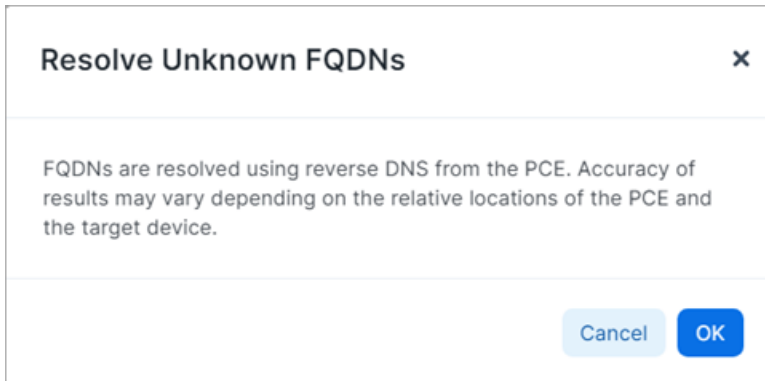 Resolve Unknown FQDNs
FQDNs are resolved using reverse DNS from the PCE. Accuracy of
results may vary depending on the relative locations of the PCE and
the target device.
Cancel
OK